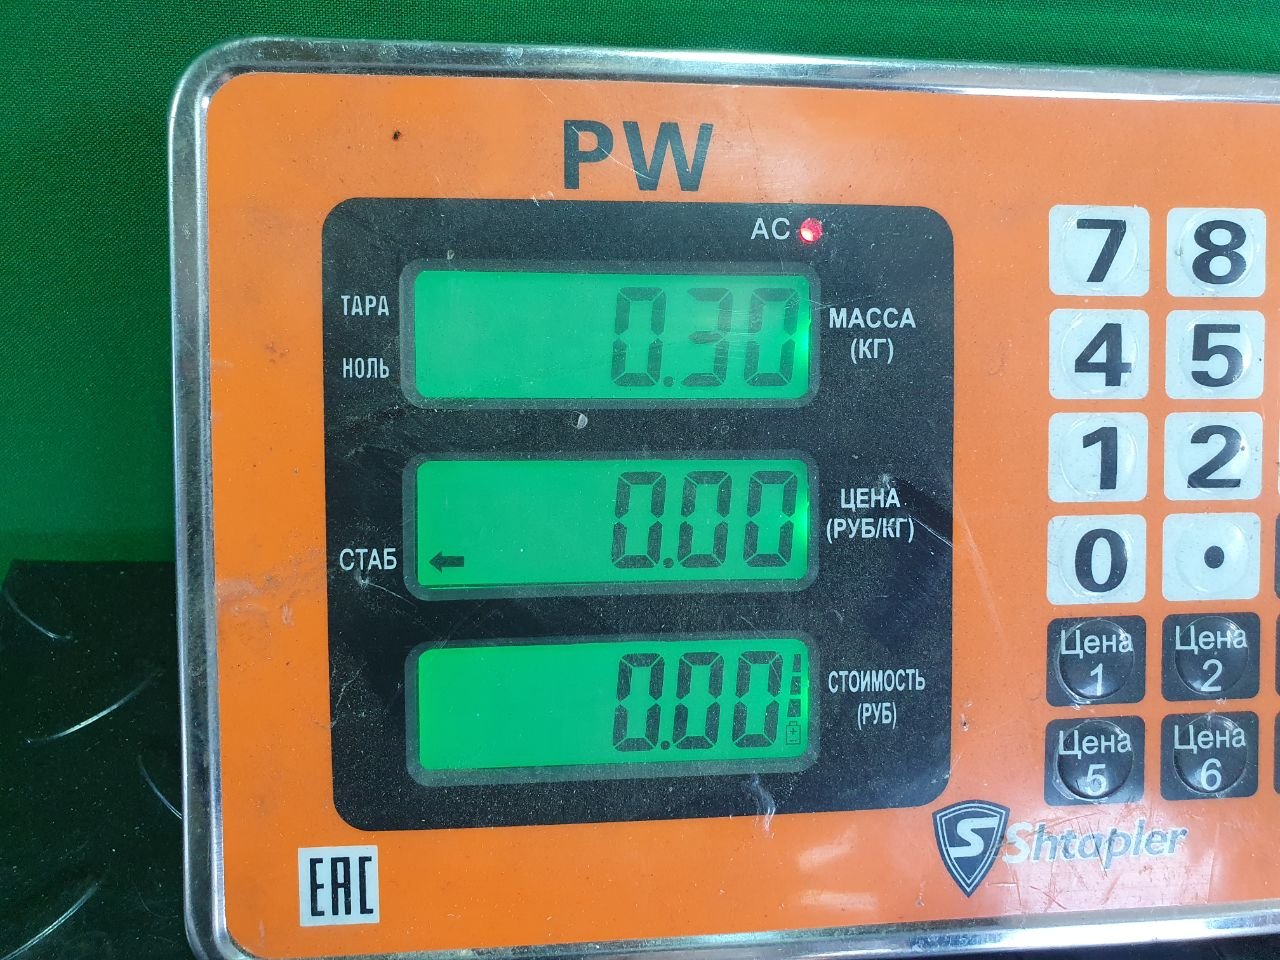 PW
AC
ТАРА
НОЛЬ
0.30
МАССА
(КГ)
СТАБ
0.00
ЦЕНА
(РУБ/КГ)
0.00
СТОИМОСТЬ
(РУБ)
7 8
4 5
1 2
0 .
Цена 1
Цена 2
Цена 5
Цена 6
S Shtapler
EAC